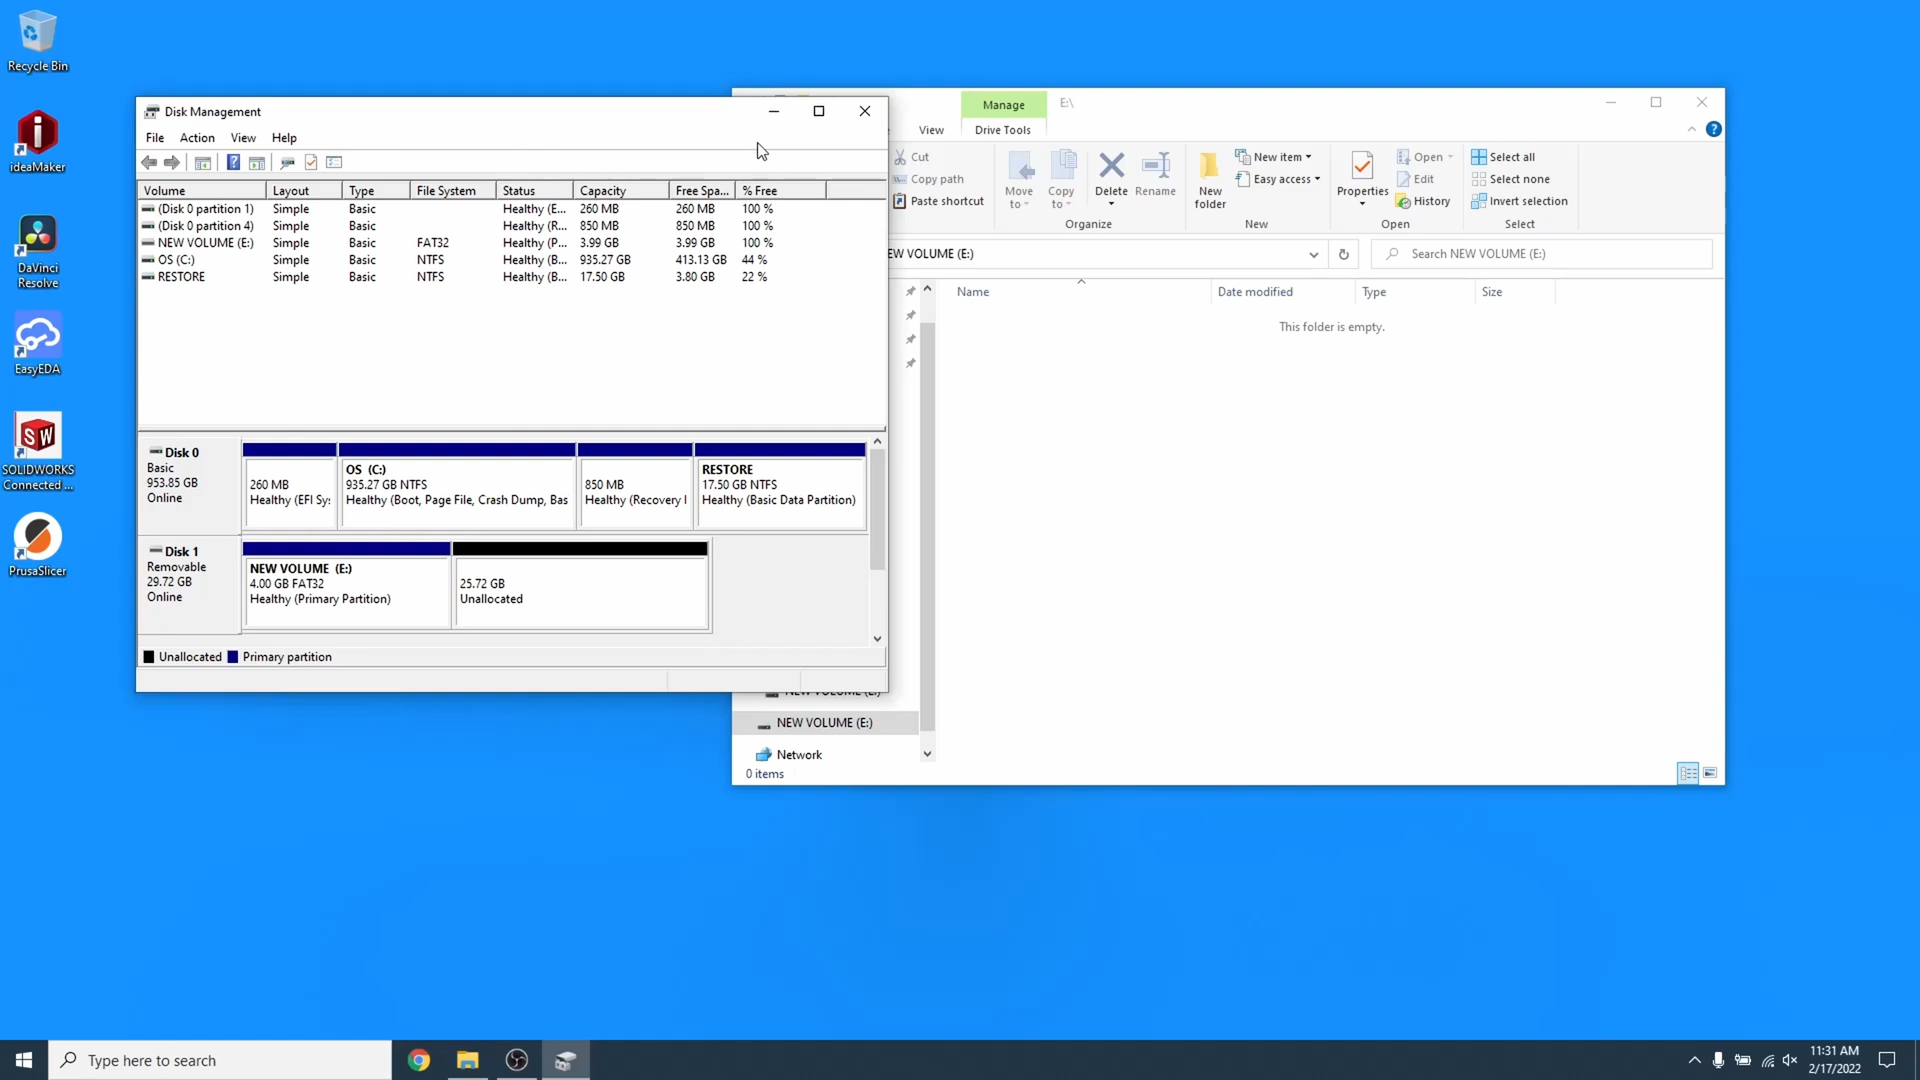 Recycle Bin
ideaMaker
DaVinci
Resolve
EasyEDA
SOLIDWORKS
Connected ...
PrusaSlicer
Disk Management
File Action View Help
Volume Layout Type File System Status Capacity Free Spa... % Free
(Disk 0 partition 1) Simple Basic Healthy (E... 260 MB 260 MB 100 %
(Disk 0 partition 4) Simple Basic Healthy (R... 850 MB 850 MB 100 %
NEW VOLUME (E:) Simple Basic FAT32 Healthy (P... 3.99 GB 3.99 GB 100 %
OS (C:) Simple Basic NTFS Healthy (B... 935.27 GB 413.13 GB 44 %
RESTORE Simple Basic NTFS Healthy (B... 17.50 GB 3.80 GB 22 %
Disk 0
Basic
953.85 GB
Online
260 MB
Healthy (EFI Sy:
OS (C:)
935.27 GB NTFS
Healthy (Boot, Page File, Crash Dump, Bas
850 MB
Healthy (Recovery
RESTORE
17.50 GB NTFS
Healthy (Basic Data Partition)
Disk 1
Removable
29.72 GB
Online
NEW VOLUME (E:)
4.00 GB FAT32
Healthy (Primary Partition)
25.72 GB
Unallocated
Unallocated Primary partition
Manage E:\
View Drive Tools
Cut
Copy path
Paste shortcut
Move
to
Copy
to
Delete
Rename
Organize
New
folder
New item
Easy access
New
Properties
Open
Edit
History
Open
Select all
Select none
Invert selection
Select
EW VOLUME (E:)
Search NEW VOLUME (E:)
Name Date modified Type Size
This folder is empty.
NEW VOLUME (E:)
NEW VOLUME (E:)
Network
0 items
Type here to search
11:31 AM
2/17/2022